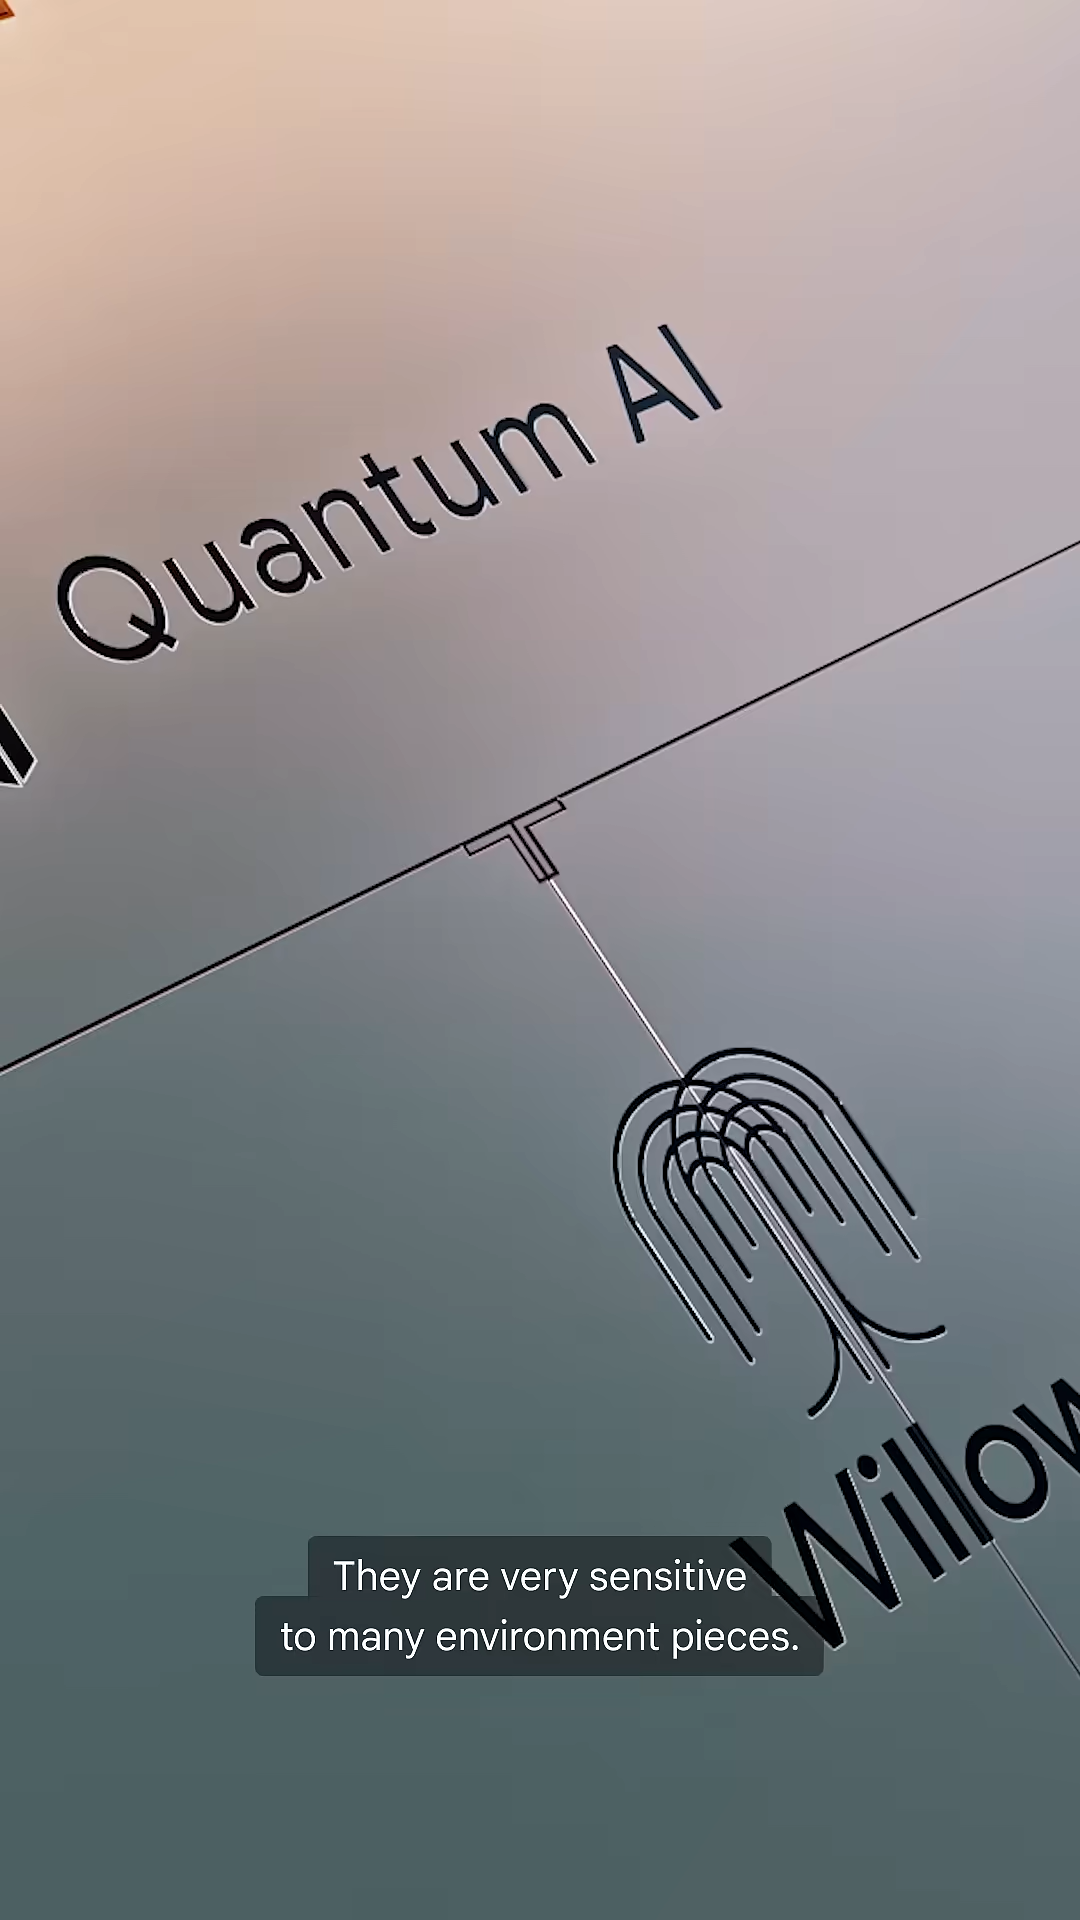 Quantum AI
Willow
They are very sensitive
to many environment pieces.